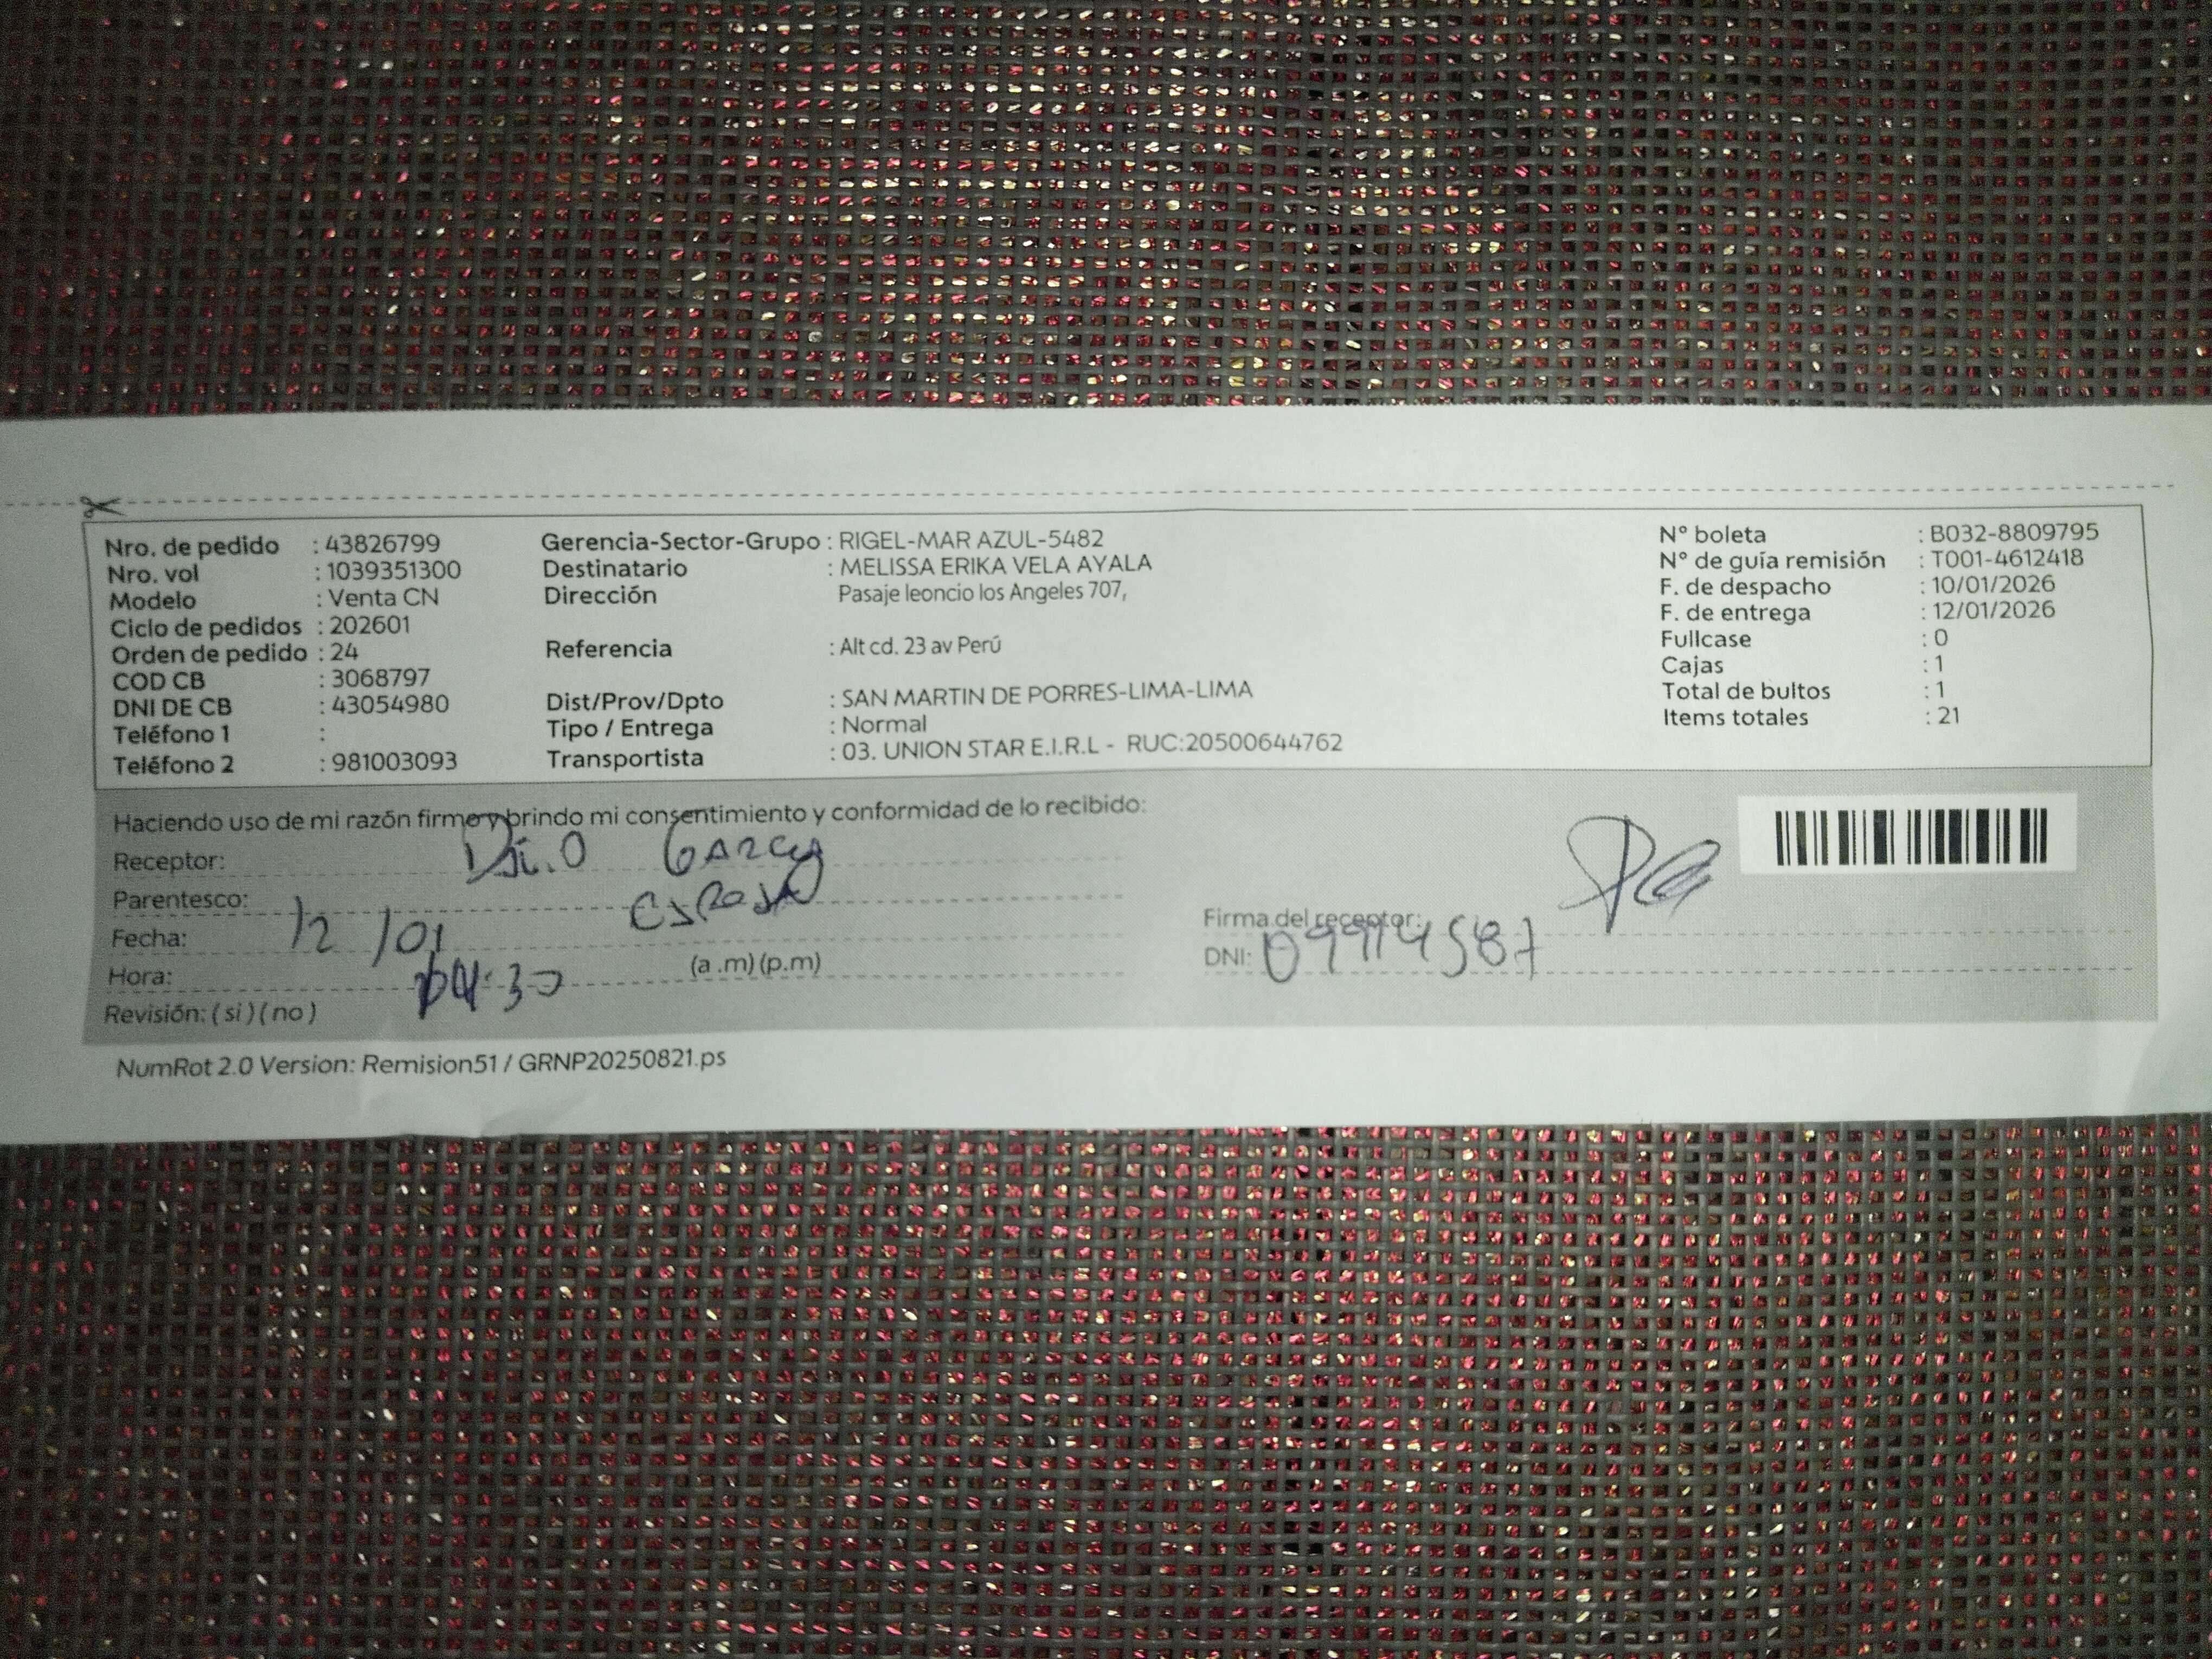 Nro. de pedido : 43826799 Gerencia-Sector-Grupo : RIGEL-MAR AZUL-5482 N° boleta : B032-8809795
Nro. vol : 1039351300 Destinatario : MELISSA ERIKA VELA AYALA N° de guía remisión : T001-4612418
Modelo : Venta CN Dirección Pasaje leoncio los Angeles 707, F. de despacho : 10/01/2026
Ciclo de pedidos : 202601 F. de entrega : 12/01/2026
Orden de pedido : 24 Referencia : Alt cd. 23 av Perú Fullcase : 0
COD CB : 3068797 Cajas : 1
DNI DE CB : 43054980 Dist/Prov/Dpto : SAN MARTIN DE PORRES-LIMA-LIMA Total de bultos : 1
Teléfono 1 : Tipo / Entrega : Normal Items totales : 21
Teléfono 2 : 981003093 Transportista : 03. UNION STAR E.I.R.L - RUC:20500644762
Haciendo uso de mi razón firmo y brindo mi consentimiento y conformidad de lo recibido:
Receptor:
Parentesco:
Fecha: 12/01 Firma del receptor:
Hora: (a .m) (p.m) DNI:
Revisión: ( si ) ( no )
NumRot 2.0 Version: Remision51 / GRNP20250821.ps